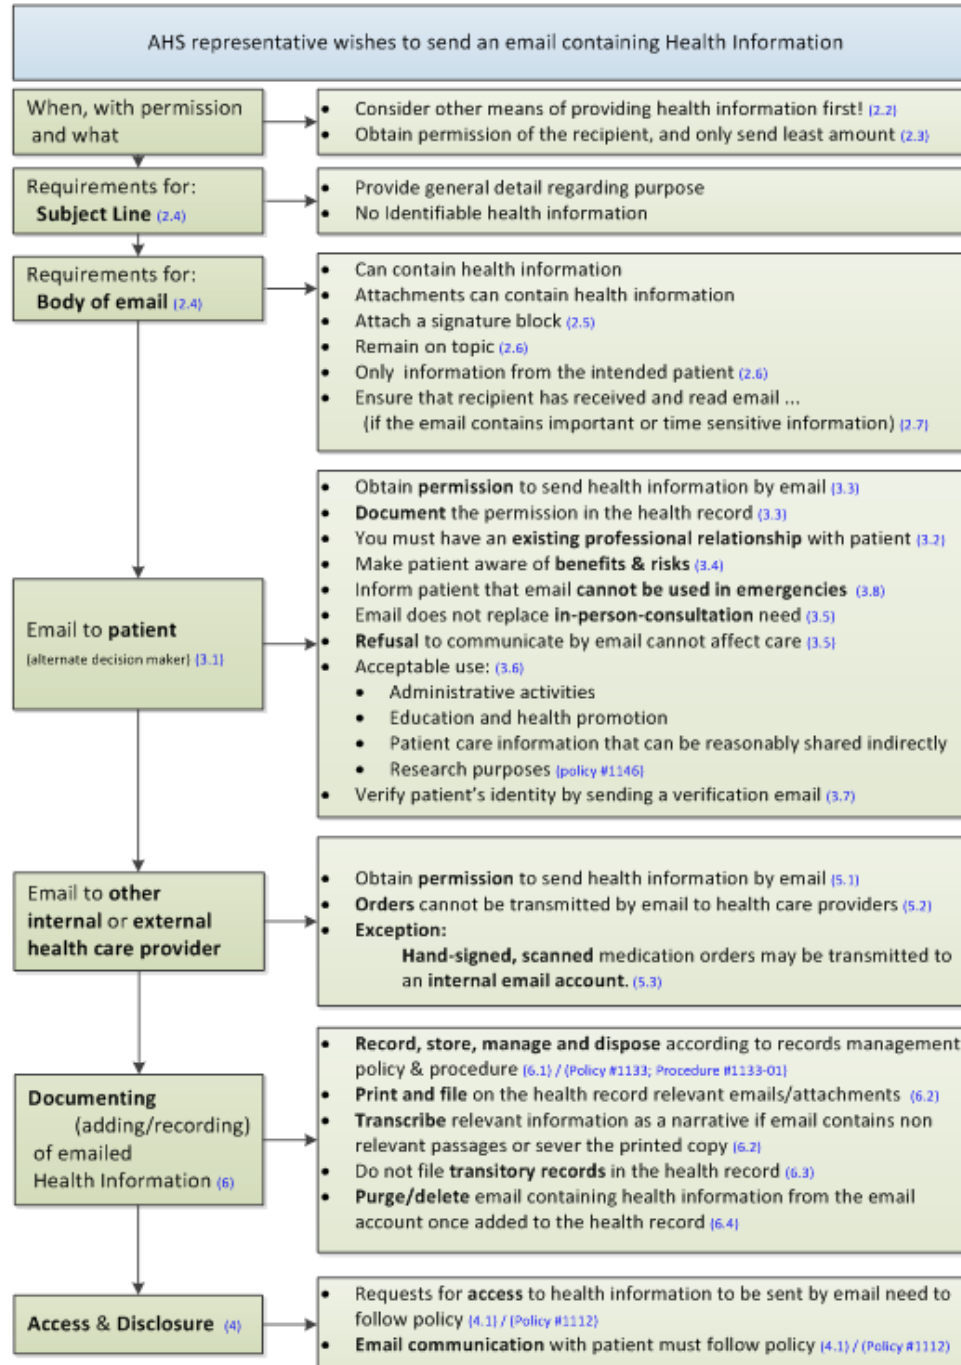 AHS representative wishes to send an email containing Health Information
When, with permission
and what
Consider other means of providing health information first! (2.2)
Obtain permission of the recipient, and only send least amount (2.3)
Requirements for:
Subject Line (2.4)
Provide general detail regarding purpose
No Identifiable health information
Requirements for:
Body of email (2.4)
Can contain health information
Attachments can contain health information
Attach a signature block (2.5)
Remain on topic (2.6)
Only information from the intended patient (2.6)
Ensure that recipient has received and read email ...
(if the email contains important or time sensitive information) (2.7)
Email to patient
(alternate decision maker) (3.1)
Obtain permission to send health information by email (3.3)
Document the permission in the health record (3.3)
You must have an existing professional relationship with patient (3.2)
Make patient aware of benefits & risks (3.4)
Inform patient that email cannot be used in emergencies (3.8)
Email does not replace in-person-consultation need (3.5)
Refusal to communicate by email cannot affect care (3.5)
Acceptable use: (3.6)
Administrative activities
Education and health promotion
Patient care information that can be reasonably shared indirectly
Research purposes (policy #1146)
Verify patient's identity by sending a verification email (3.7)
Email to other
internal or external
health care provider
Obtain permission to send health information by email (5.1)
Orders cannot be transmitted by email to health care providers (5.2)
Exception:
Hand-signed, scanned medication orders may be transmitted to
an internal email account. (5.3)
Documenting
(adding/recording)
of emailed
Health Information (6)
Record, store, manage and dispose according to records management
policy & procedure (6.1) / (Policy #1133; Procedure #1133-01)
Print and file on the health record relevant emails/attachments (6.2)
Transcribe relevant information as a narrative if email contains non
relevant passages or sever the printed copy (6.2)
Do not file transitory records in the health record (6.3)
Purge/delete email containing health information from the email
account once added to the health record (6.4)
Access & Disclosure (4)
Requests for access to health information to be sent by email need to
follow policy (4.1) / (Policy #1112)
Email communication with patient must follow policy (4.1) / (Policy #1112)